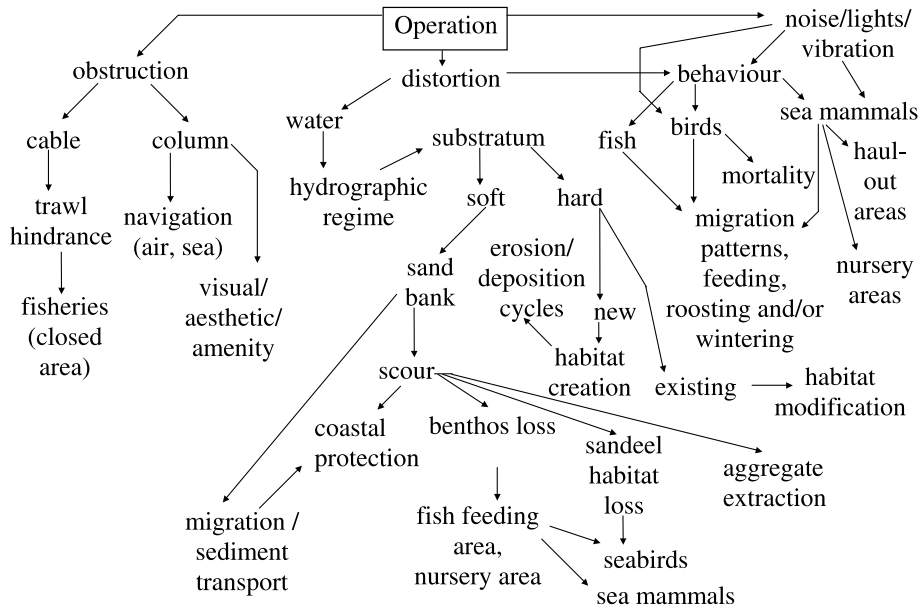 Operation
noise/lights/
vibration
obstruction
distortion
behaviour
cable
column
water
substratum
fish
birds
sea mammals
trawl
hindrance
navigation
(air, sea)
hydrographic
regime
soft
hard
mortality
haul-
out
areas
migration
patterns,
feeding,
roosting and/or
wintering
nursery
areas
fisheries
(closed
area)
visual/
aesthetic/
amenity
sand
bank
erosion/
deposition
cycles
new
habitat
creation
existing
habitat
modification
scour
coastal
protection
benthos loss
sandeel
habitat
loss
aggregate
extraction
migration /
sediment
transport
fish feeding
area,
nursery area
seabirds
sea mammals